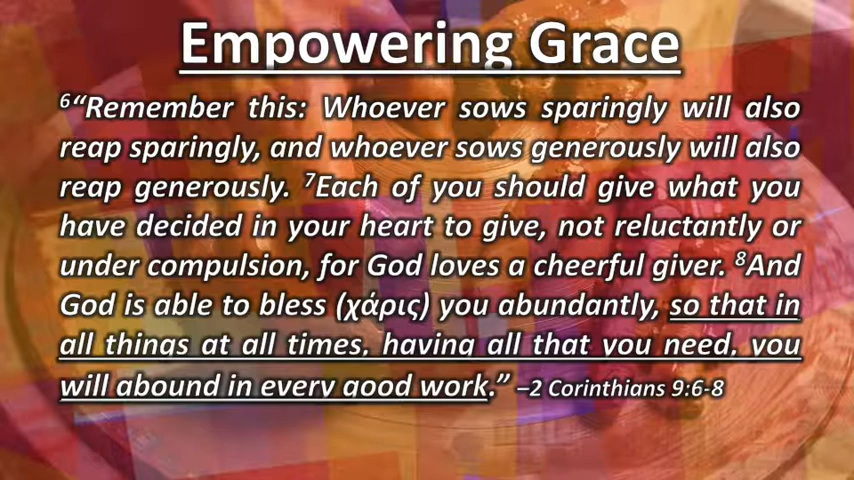 Empowering Grace
⁶“Remember this: Whoever sows sparingly will also
reap sparingly, and whoever sows generously will also
reap generously. ⁷Each of you should give what you
have decided in your heart to give, not reluctantly or
under compulsion, for God loves a cheerful giver. ⁸And
God is able to bless (χάρις) you abundantly, so that in
all things at all times, having all that you need, you
will abound in every good work.” –2 Corinthians 9:6-8